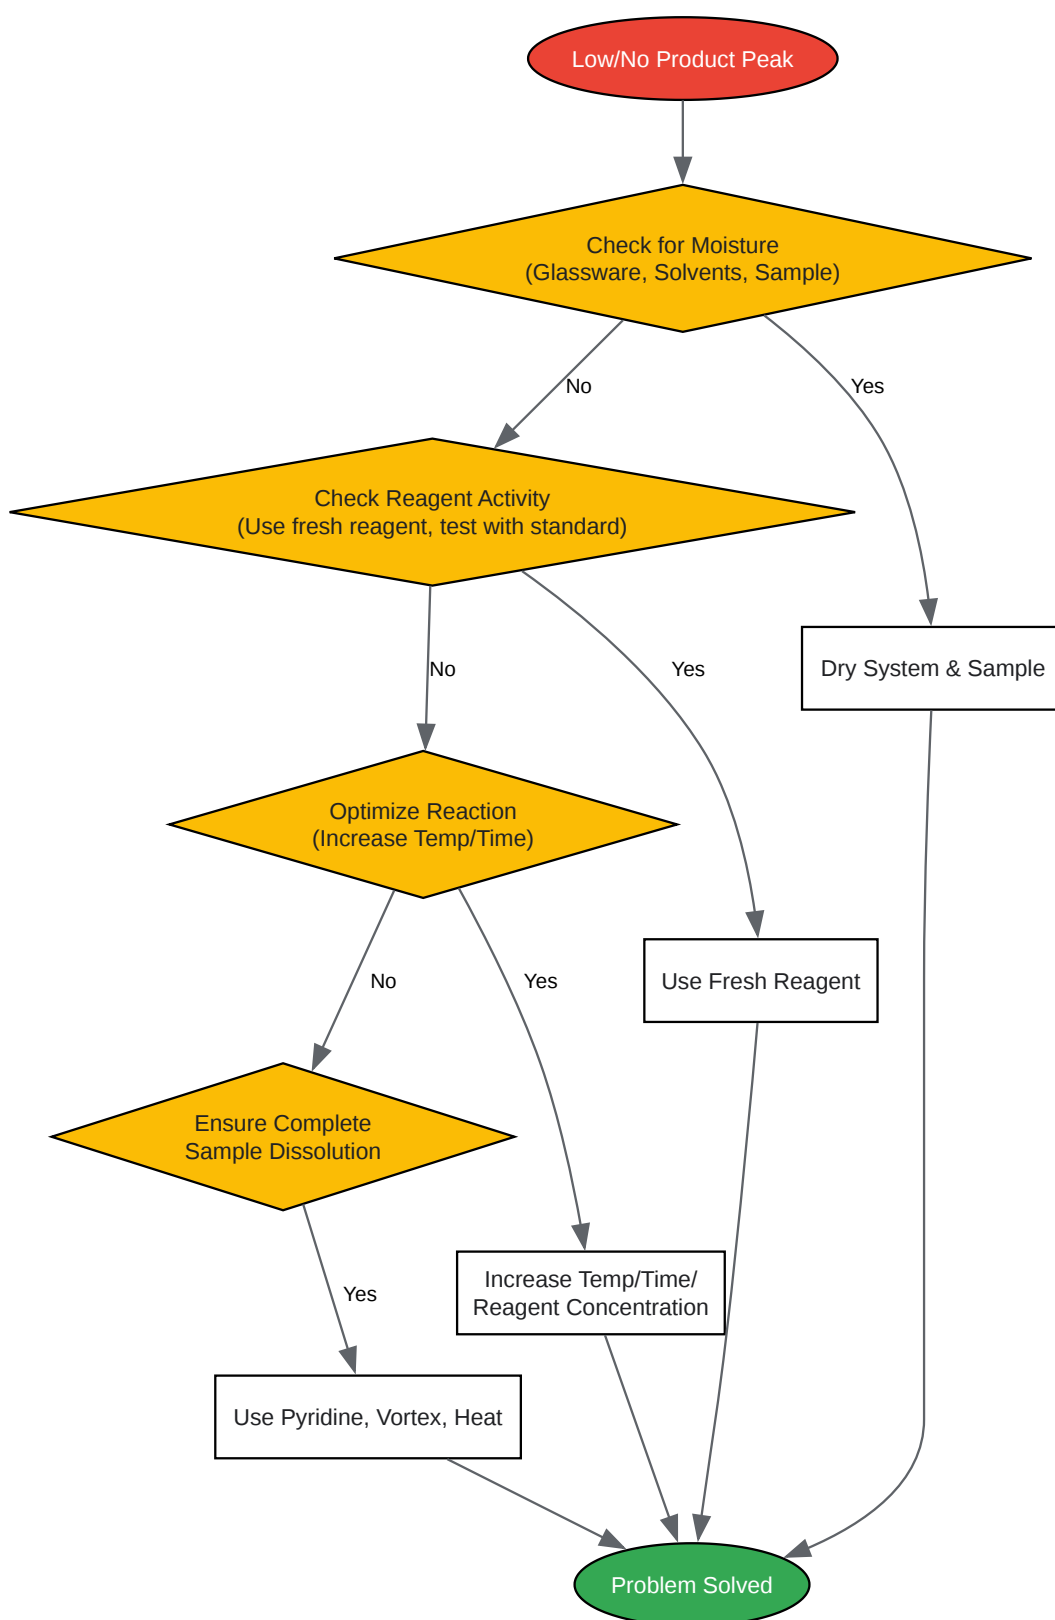 Low/No Product Peak
Check for Moisture
(Glassware, Solvents, Sample)
No
Yes
Check Reagent Activity
(Use fresh reagent, test with standard)
No
Yes
Dry System & Sample
Optimize Reaction
(Increase Temp/Time)
No
Yes
Use Fresh Reagent
Ensure Complete
Sample Dissolution
Yes
Increase Temp/Time/
Reagent Concentration
Use Pyridine, Vortex, Heat
Problem Solved